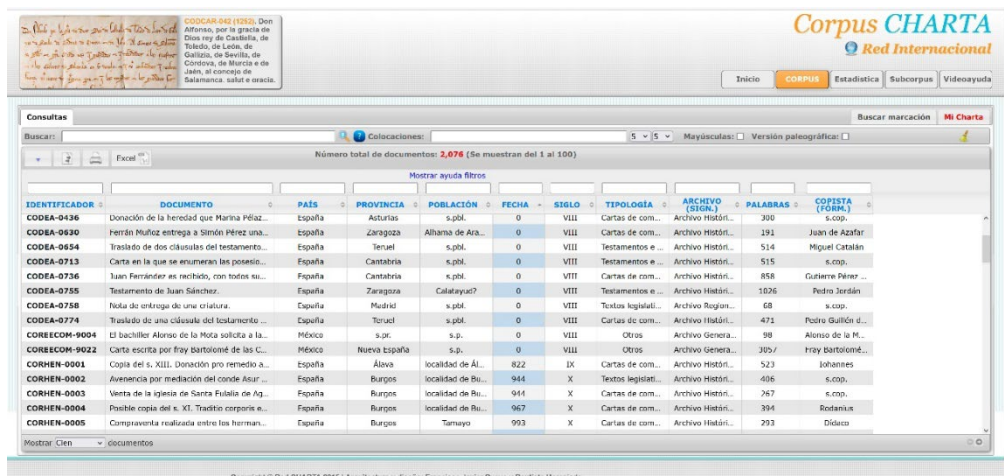 CODCAR-042 (1252). Don
Alfonso, por la gracia de
Dios rey de Castiella, de
Toledo, de León, de
Gallizia, de Sevilla, de
Córdova, de Murcia e de
Jaén, al concejo de
Salamanca. salut e gracia.
Corpus CHARTA
Red Internacional
Inicio CORPUS Estadística Subcorpus Videoayuda
Consultas Buscar marcación Mi Charta
Buscar: Colocaciones: 5 5 Mayúsculas: Versión paleográfica:
Excel Número total de documentos: 2,076 (Se muestran del 1 al 100)
Mostrar ayuda filtros
IDENTIFICADOR DOCUMENTO PAÍS PROVINCIA POBLACIÓN FECHA SIGLO TIPOLOGÍA ARCHIVO (SIGN.) PALABRAS COPISTA (FÓRM.)
CODEA-0436 Donación de la heredad que Marina Péláz... España Asturias s.pbl. 0 VIII Cartas de com... Archivo Históri... 300 s.cop.
CODEA-0630 Ferrán Muñoz entrega a Simón Pérez una... España Zaragoza Alhama de Ara... 0 VIII Cartas de com... Archivo Históri... 191 Juan de Azafar
CODEA-0654 Traslado de dos cláusulas del testamento... España Teruel s.pbl. 0 VIII Testamentos e ... Archivo Históri... 514 Miguel Catalán
CODEA-0713 Carta en la que se enumeran las posesio... España Cantabria s.pbl. 0 VIII Testamentos e ... Archivo Históri... 515 s.cop.
CODEA-0736 Juan Ferrández es recibido, con todos su... España Cantabria s.pbl. 0 VIII Cartas de com... Archivo Históri... 858 Gutierre Pérez ...
CODEA-0755 Testamento de Juan Sánchez. España Zaragoza Calatayud? 0 VIII Testamentos e ... Archivo Históri... 1026 Pedro Jordán
CODEA-0758 Nota de entrega de una criatura. España Madrid s.pbl. 0 VIII Textos legislati... Archivo Region... 68 s.cop.
CODEA-0774 Traslado de una cláusula del testamento ... España Teruel s.pbl. 0 VIII Cartas de com... Archivo Históri... 471 Pedro Guillén d...
COREECOM-9004 El bachiller Alonso de la Mota solicita a la... México s.pr. s.p. 0 VIII Otros Archivo Genera... 98 Alonso de la M...
COREECOM-9022 Carta escrita por fray Bartolomé de las C... México Nueva España s.p. 0 VIII Otros Archivo Genera... 3057 Fray Bartolomé...
CORHEN-0001 Copia del s. XIII. Donación pro remedio a... España Álava localidad de Ál... 822 IX Cartas de com... Archivo Históri... 523 Iohannes
CORHEN-0002 Avenencia por mediación del conde Asur ... España Burgos localidad de Bu... 944 X Textos legislati... Archivo Históri... 406 s.cop.
CORHEN-0003 Venta de la iglesia de Santa Eulalia de Ag... España Burgos localidad de Bu... 944 X Cartas de com... Archivo Históri... 267 s.cop.
CORHEN-0004 Posible copia del s. XI. Traditio corporis e... España Burgos localidad de Bu... 967 X Cartas de com... Archivo Históri... 394 Rodanius
CORHEN-0005 Compraventa realizada entre los herman... España Burgos Tamayo 993 X Cartas de com... Archivo Históri... 293 Dídaco
Mostrar Cien documentos